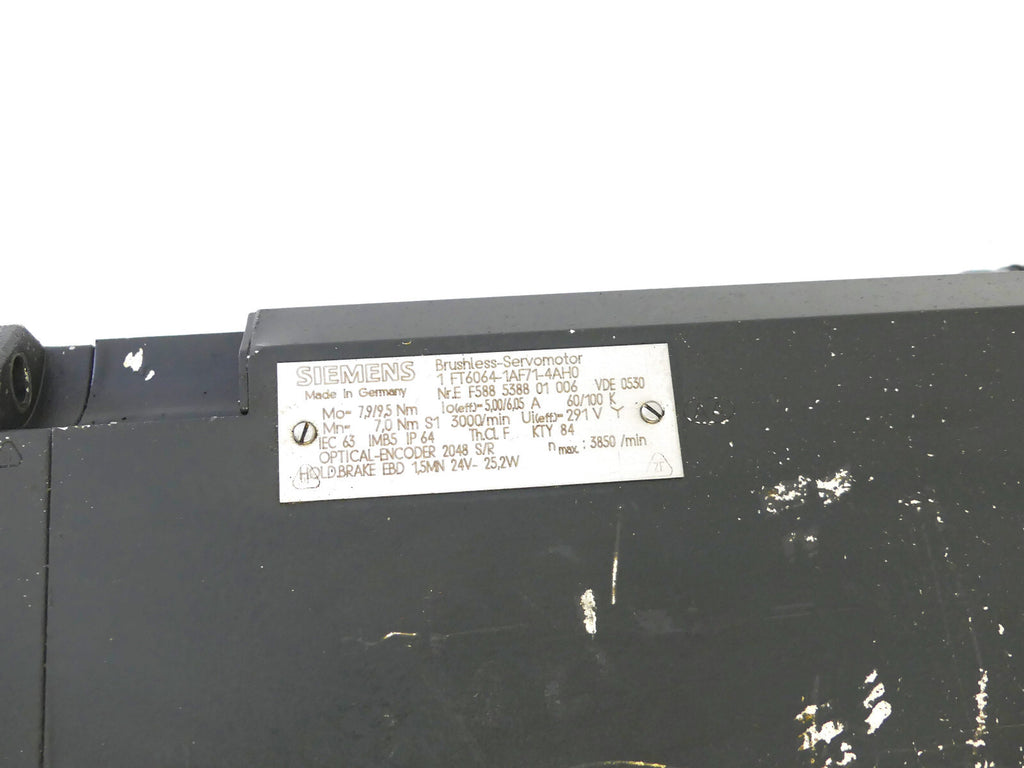 SIEMENS
Made in Germany
Brushless-Servomotor
1 FT6064-1AF71-4AH0
Nr.E F588 5388 01 006 VDE 0530
Mo= 7,9/9,5 Nm Io(eff)=5,00/6,05 A 60/100 K
Mn= 7,0 Nm S1 3000/min Ui(eff)= 291 V Y
IEC 63 IMB5 IP 64 Th.CL.F KTY 84
OPTICAL-ENCODER 2048 S/R n max.: 3850 /min
HOLD.BRAKE EBD 1,5MN 24V- 25,2W